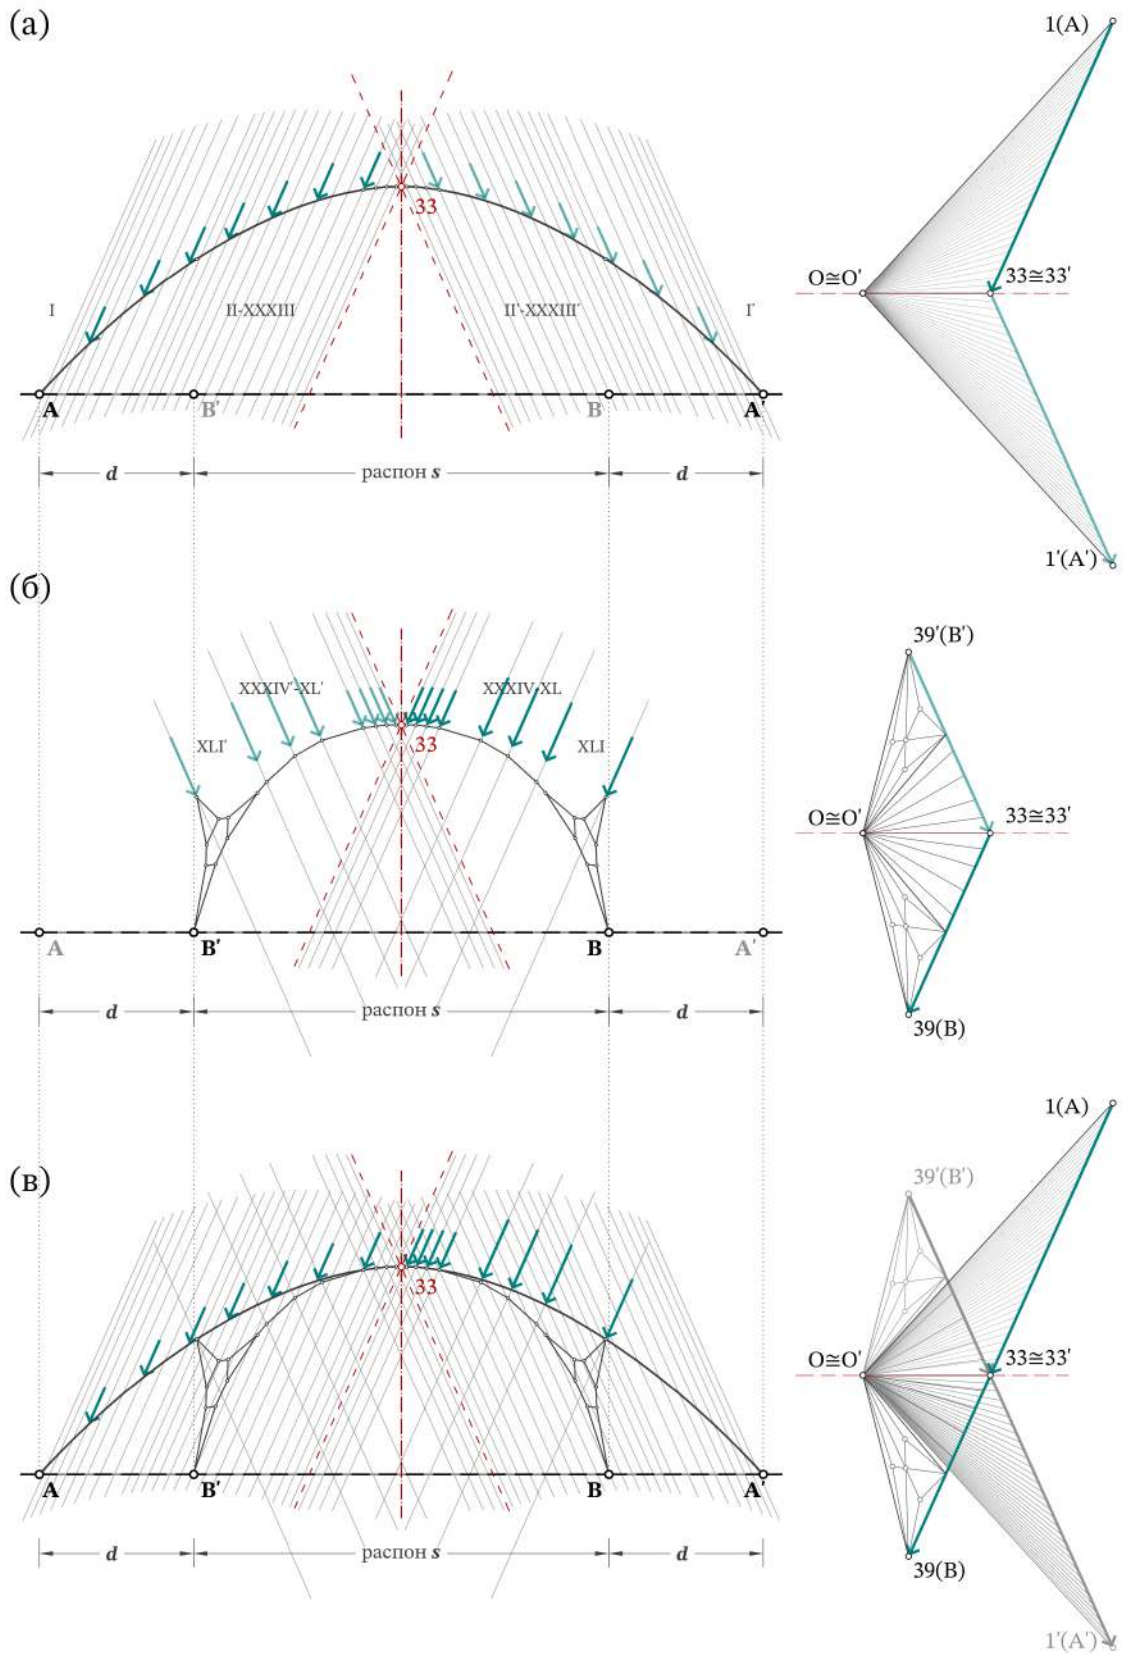 (а)
1(A)
33
O≅O' 33≅33'
I II-XXXIII II'-XXXIII' I'
A B' B A'
d распон s d
1'(A')
(б)
39'(B')
XXXIV'-XL' XXXIV-XL
XLI' 33 XLI
O≅O' 33≅33'
A B' B A'
d распон s d
39(B)
1(A)
(в)
39'(B')
33
O≅O' 33≅33'
A B' B A'
d распон s d
39(B)
1'(A')